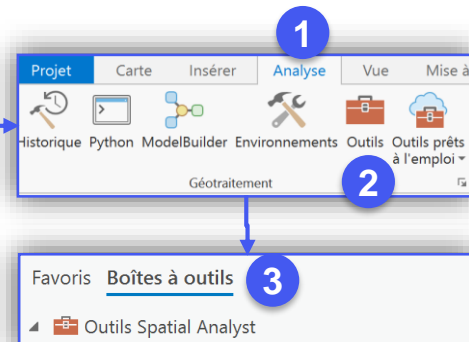 1
Projet Carte Insérer Analyse Vue Mise à
Historique Python ModelBuilder Environnements Outils Outils prêts
à l'emploi
Géotraitement 2
Favoris Boîtes à outils 3
Outils Spatial Analyst